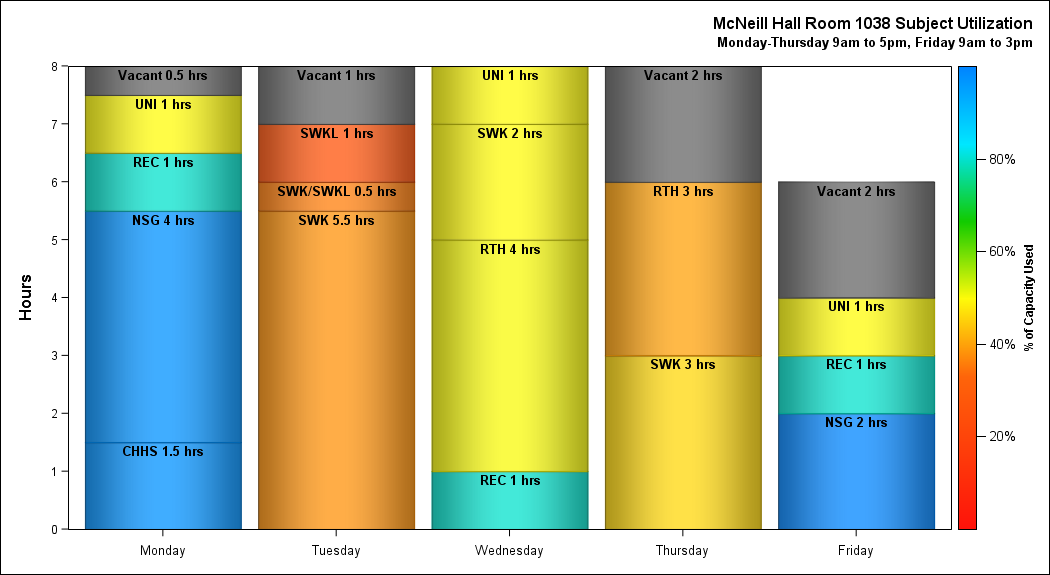 McNeill Hall Room 1038 Subject Utilization
Monday-Thursday 9am to 5pm, Friday 9am to 3pm
Hours
8
7
6
5
4
3
2
1
0
Vacant 0.5 hrs
UNI 1 hrs
REC 1 hrs
NSG 4 hrs
CHHS 1.5 hrs
Vacant 1 hrs
SWKL 1 hrs
SWK/SWKL 0.5 hrs
SWK 5.5 hrs
UNI 1 hrs
SWK 2 hrs
RTH 4 hrs
REC 1 hrs
Vacant 2 hrs
RTH 3 hrs
SWK 3 hrs
Vacant 2 hrs
UNI 1 hrs
REC 1 hrs
NSG 2 hrs
Monday
Tuesday
Wednesday
Thursday
Friday
80%
60%
40%
20%
% of Capacity Used